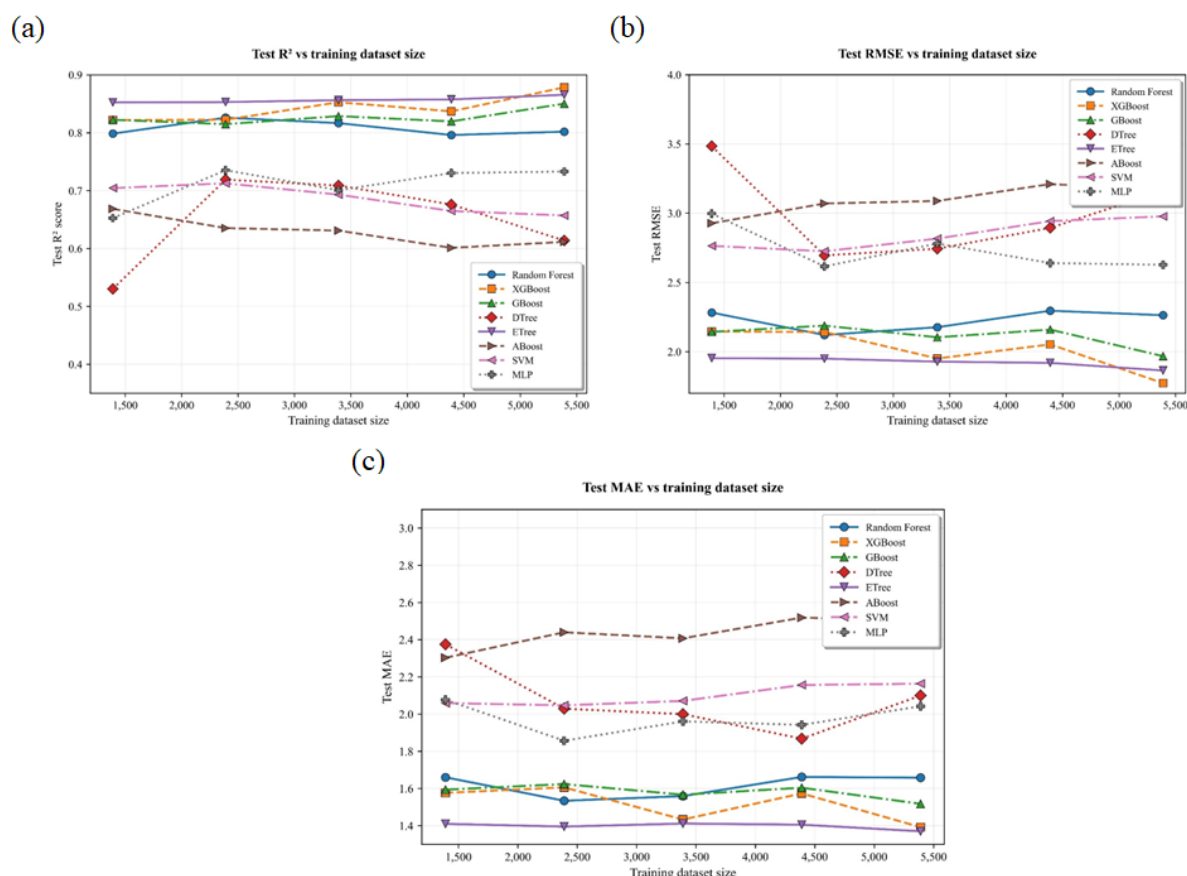 (a)
Test R² vs training dataset size
0.9
0.8
0.7
0.6
0.5
0.4
Test R² score
Random Forest
XGBoost
GBoost
DTree
ETree
ABoost
SVM
MLP
1,500 2,000 2,500 3,000 3,500 4,000 4,500 5,000 5,500
Training dataset size
(b)
Test RMSE vs training dataset size
4.0
3.5
3.0
2.5
2.0
Test RMSE
Random Forest
XGBoost
GBoost
DTree
ETree
ABoost
SVM
MLP
1,500 2,000 2,500 3,000 3,500 4,000 4,500 5,000 5,500
Training dataset size
(c)
Test MAE vs training dataset size
3.0
2.8
2.6
2.4
2.2
2.0
1.8
1.6
1.4
Test MAE
Random Forest
XGBoost
GBoost
DTree
ETree
ABoost
SVM
MLP
1,500 2,000 2,500 3,000 3,500 4,000 4,500 5,000 5,500
Training dataset size